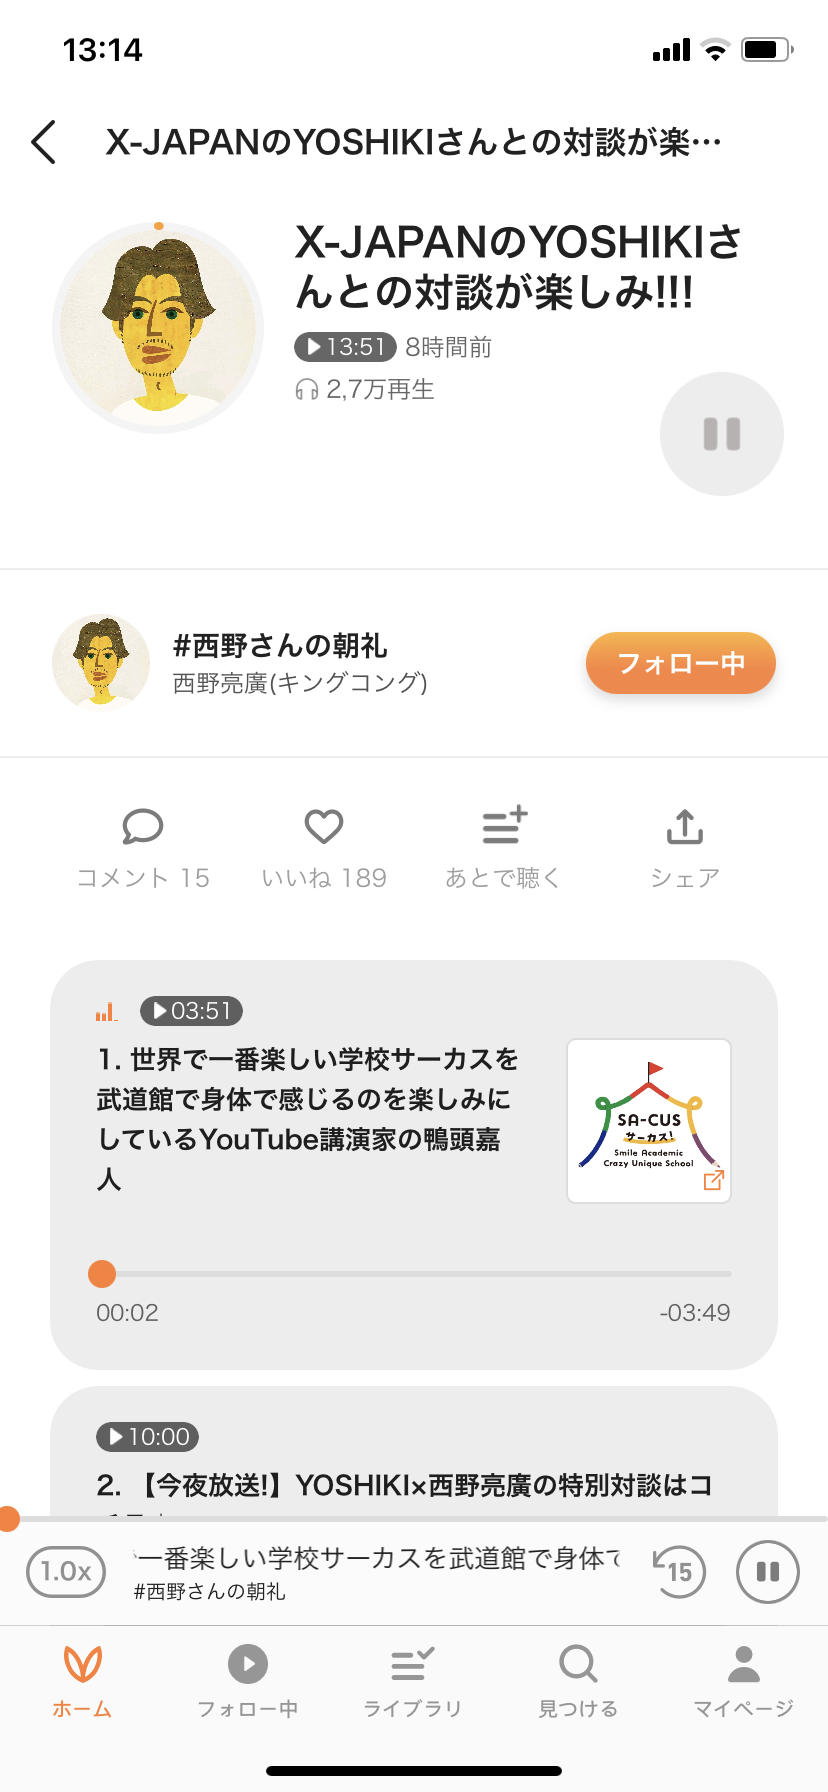 13:14
X-JAPANのYOSHIKIさんとの対談が楽…
X-JAPANのYOSHIKIさ
んとの対談が楽しみ!!!
13:51 8時間前
2,7万再生
#西野さんの朝礼
西野亮廣(キングコング)
フォロー中
コメント 15
いいね 189
あとで聴く
シェア
03:51
1. 世界で一番楽しい学校サーカスを
武道館で身体で感じるのを楽しみに
しているYouTube講演家の鴨頭嘉
人
SA-CUS
サーカス!
Smile Academic
Crazy Unique School
00:02
-03:49
10:00
2. 【今夜放送!】YOSHIKI×西野亮廣の特別対談はコ
1.0x
一番楽しい学校サーカスを武道館で身体で
#西野さんの朝礼
15
ホーム
フォロー中
ライブラリ
見つける
マイページ